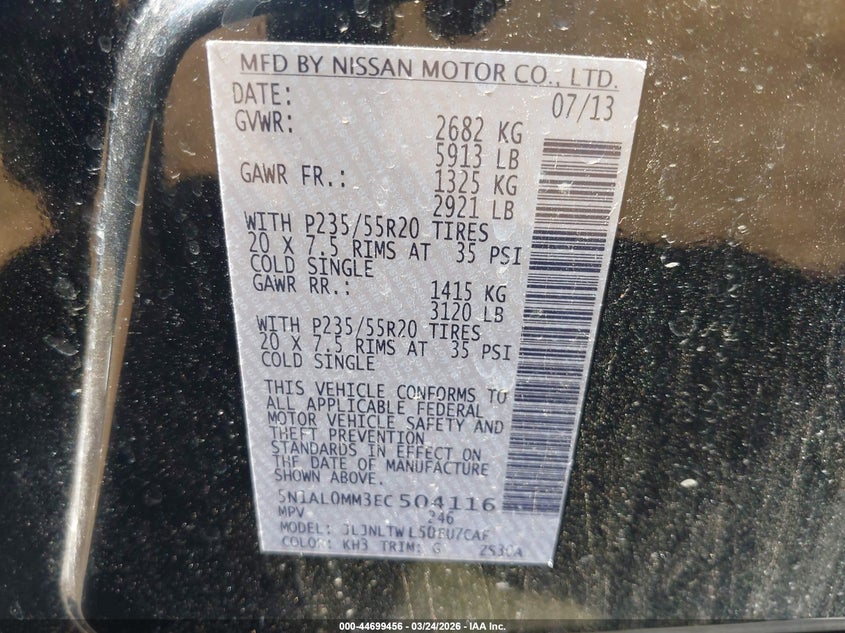 MFD BY NISSAN MOTOR CO., LTD.
DATE: 07/13
GVWR: 2682 KG
5913 LB
GAWR FR.: 1325 KG
2921 LB
WITH P235/55R20 TIRES
20 X 7.5 RIMS AT 35 PSI
COLD SINGLE
GAWR RR.: 1415 KG
3120 LB
WITH P235/55R20 TIRES
20 X 7.5 RIMS AT 35 PSI
COLD SINGLE
THIS VEHICLE CONFORMS TO
ALL APPLICABLE FEDERAL
MOTOR VEHICLE SAFETY AND
THEFT PREVENTION
STANDARDS IN EFFECT ON
THE DATE OF MANUFACTURE
SHOWN ABOVE.
5N1AL0MM3EC504116
MPV 246
MODEL:
COLOR: KH3 TRIM: G
000-44699456 - 03/24/2026 - IAA Inc.